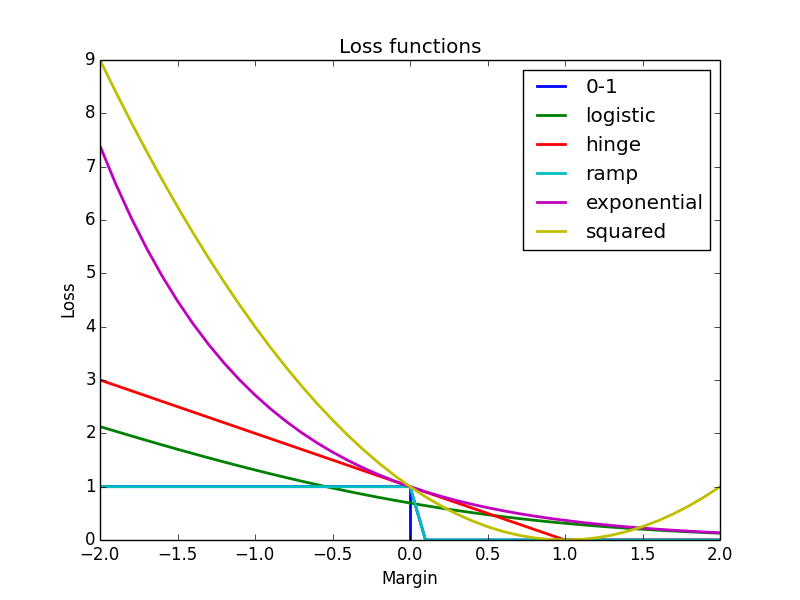 Loss functions
9
8
7
6
5
4
3
2
1
0
Loss
0-1
logistic
hinge
ramp
exponential
squared
−2.0 −1.5 −1.0 −0.5 0.0 0.5 1.0 1.5 2.0
Margin